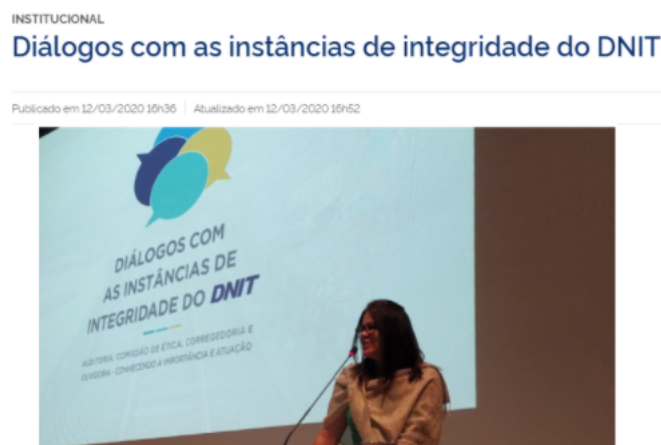 INSTITUCIONAL
Diálogos com as instâncias de integridade do DNIT
Publicado em 12/03/2020 16h36 | Atualizado em 12/03/2020 16h52
DIÁLOGOS COM
AS INSTÂNCIAS DE
INTEGRIDADE DO DNIT
AUDITORIA, COMISSÃO DE ÉTICA, CORREGEDORIA E
OUVIDORIA - CONHECENDO A IMPORTÂNCIA E ATUAÇÃO